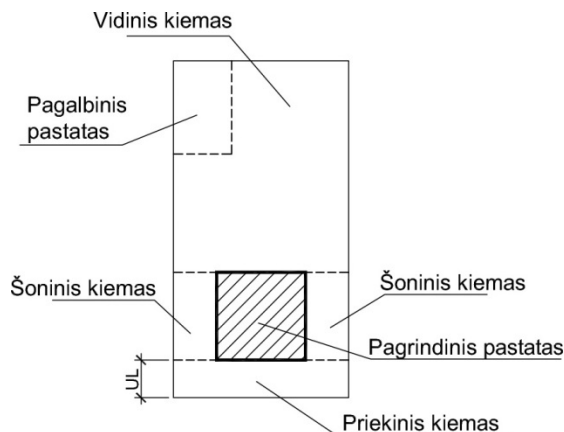 Vidinis kiemas
Pagalbinis
pastatas
Šoninis kiemas
Šoninis kiemas
Pagrindinis pastatas
UL
Priekinis kiemas